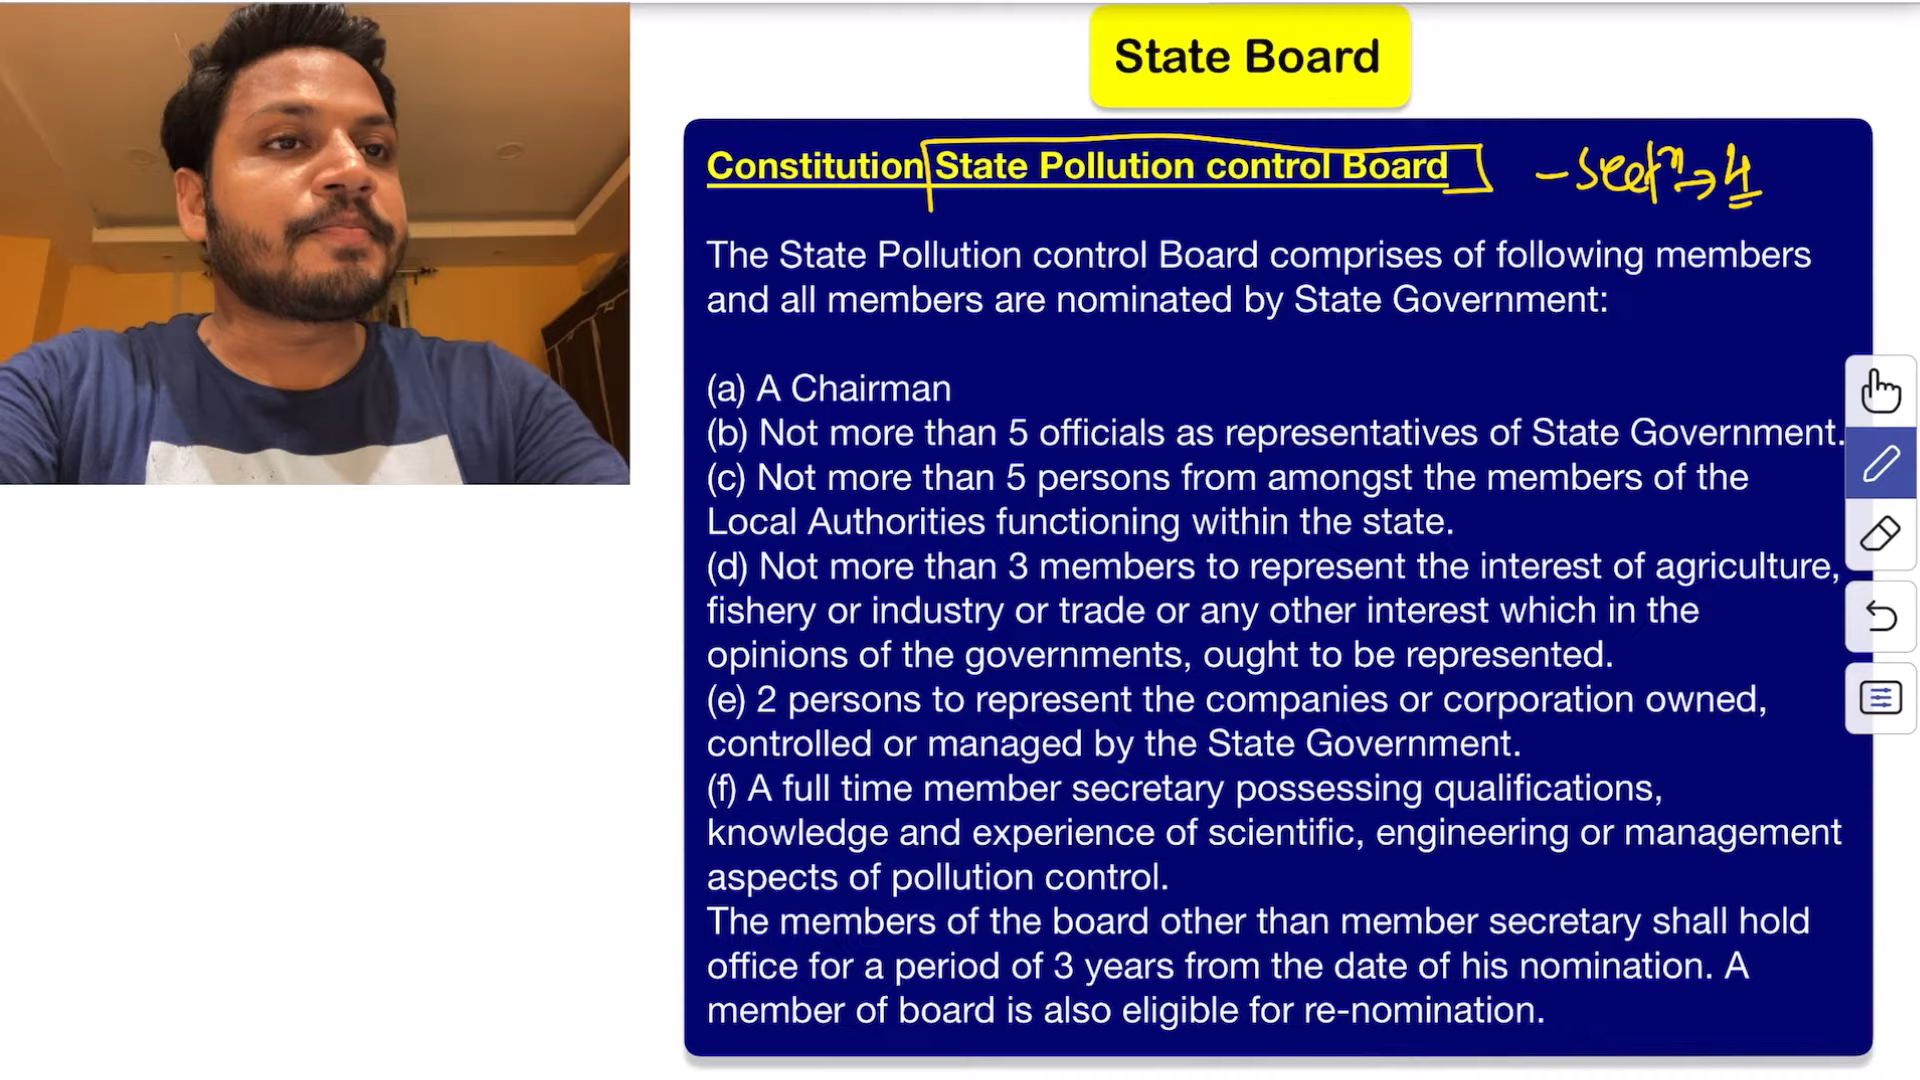 State Board
Constitution State Pollution control Board - Sectn → 4
The State Pollution control Board comprises of following members
and all members are nominated by State Government:
(a) A Chairman
(b) Not more than 5 officials as representatives of State Government.
(c) Not more than 5 persons from amongst the members of the
Local Authorities functioning within the state.
(d) Not more than 3 members to represent the interest of agriculture,
fishery or industry or trade or any other interest which in the
opinions of the governments, ought to be represented.
(e) 2 persons to represent the companies or corporation owned,
controlled or managed by the State Government.
(f) A full time member secretary possessing qualifications,
knowledge and experience of scientific, engineering or management
aspects of pollution control.
The members of the board other than member secretary shall hold
office for a period of 3 years from the date of his nomination. A
member of board is also eligible for re-nomination.